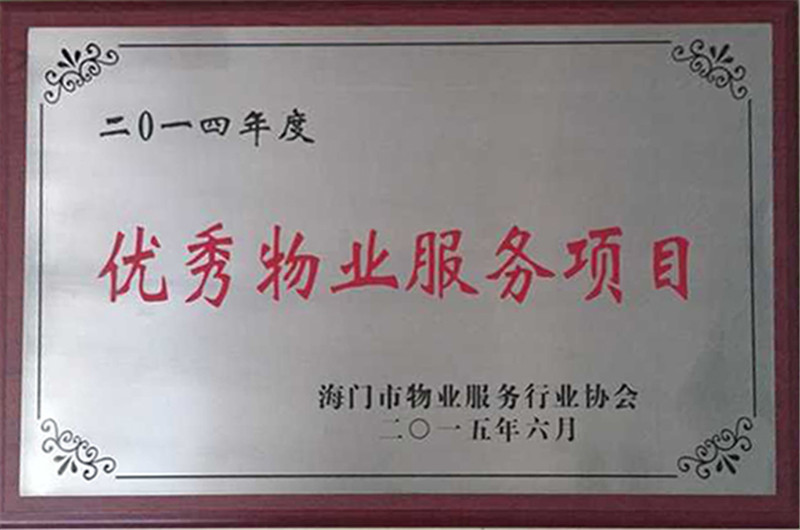 二0一四年度
优秀物业服务项目
海门市物业服务行业协会
二〇一五年六月